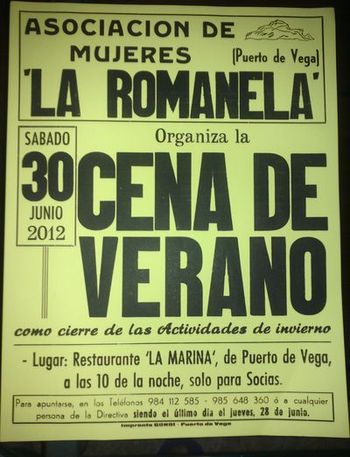 ASOCIACION DE
MUJERES (Puerto de Vega)
'LA ROMANELA'
SABADO
30
JUNIO
2012
Organiza la
CENA DE
VERANO
como cierre de las Actividades de invierno
- Lugar: Restaurante 'LA MARINA', de Puerto de Vega,
a las 10 de la noche, solo para Socias.
Para apuntarse, en los Teléfonos 984 112 585 - 985 648 360 ó a cualquier
persona de la Directiva siendo el último día el jueves, 28 de junio.
Imprenta GONDI - Puerto de Vega